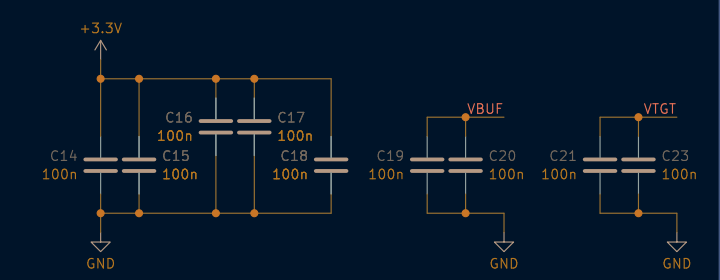 +3.3V
VBUF
VTGT
C16
C17
100n
100n
C14
C15
C18
C19
C20
C21
C23
100n
100n
100n
100n
100n
100n
100n
GND
GND
GND